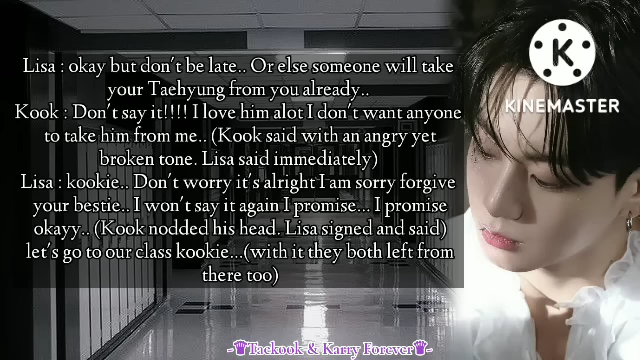 Lisa : okay but don't be late.. Or else someone will take
your Taehyung from you already..
Kook : Don't say it!!!! I love him alot I don't want anyone
to take him from me.. (Kook said with an angry yet
broken tone. Lisa said immediately)
Lisa : kookie.. Don't worry it's alright I am sorry forgive
your bestie.. I won't say it again I promise... I promise
okayy.. (Kook nodded his head. Lisa signed and said)
let's go to our class kookie...(with it they both left from
there too)
K
KINEMASTER
-♛Taekook & Karry Forever♛-